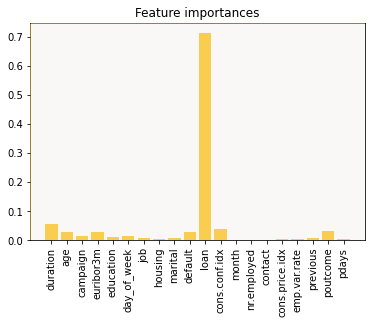 Feature importances
0.7
0.6
0.5
0.4
0.3
0.2
0.1
0.0
duration
age
campaign
euribor3m
education
day_of_week
job
housing
marital
default
loan
cons.conf.idx
month
nr.employed
contact
cons.price.idx
emp.var.rate
previous
poutcome
pdays